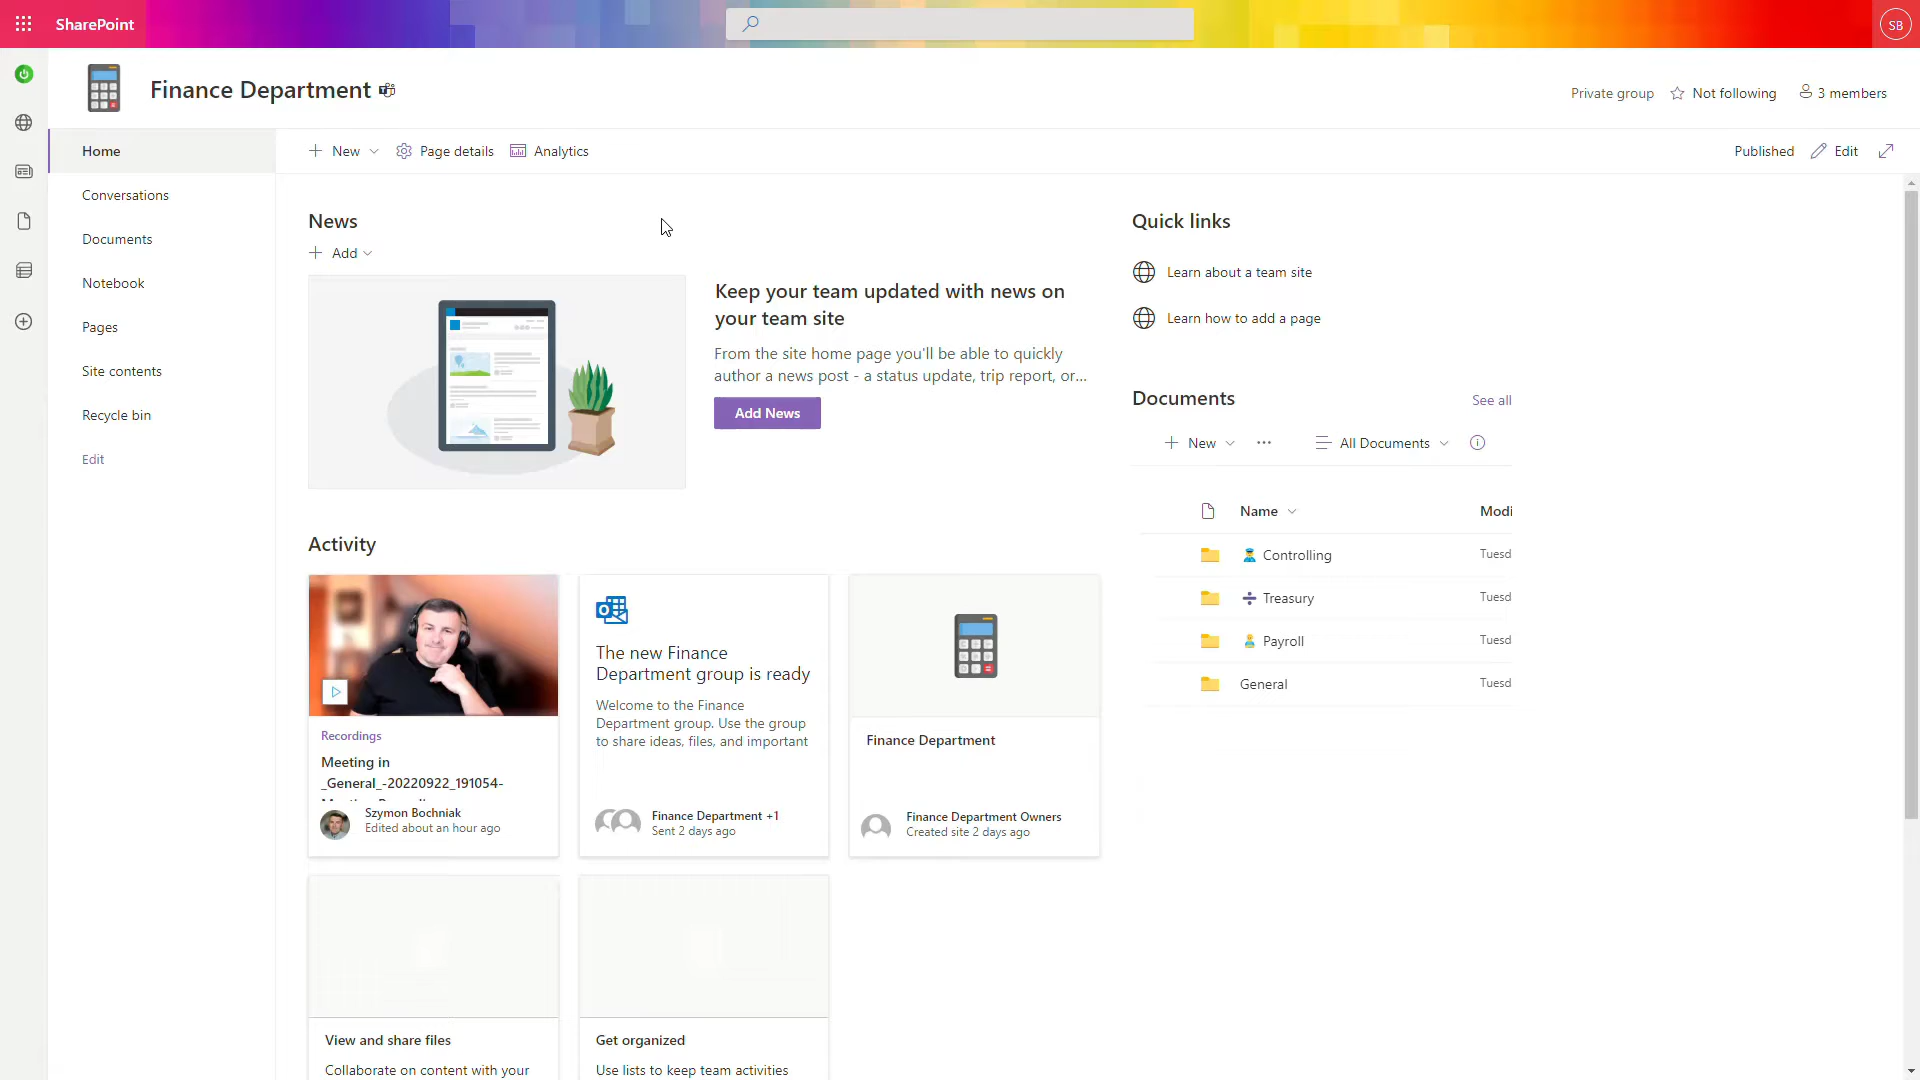 SharePoint
SB
Finance Department
Private group
Not following
3 members
Home
Conversations
Documents
Notebook
Pages
Site contents
Recycle bin
Edit
New
Page details
Analytics
Published
Edit
News
Add
Keep your team updated with news on
your team site
From the site home page you'll be able to quickly
author a news post - a status update, trip report, or...
Add News
Quick links
Learn about a team site
Learn how to add a page
Documents
See all
New
All Documents
Name
Modi
Controlling
Tuesd
Treasury
Tuesd
Payroll
Tuesd
General
Tuesd
Activity
Recordings
Meeting in
_General_-20220922_191054-
Szymon Bochniak
Edited about an hour ago
The new Finance
Department group is ready
Welcome to the Finance
Department group. Use the group
to share ideas, files, and important
Finance Department +1
Sent 2 days ago
Finance Department
Finance Department Owners
Created site 2 days ago
View and share files
Collaborate on content with your
Get organized
Use lists to keep team activities